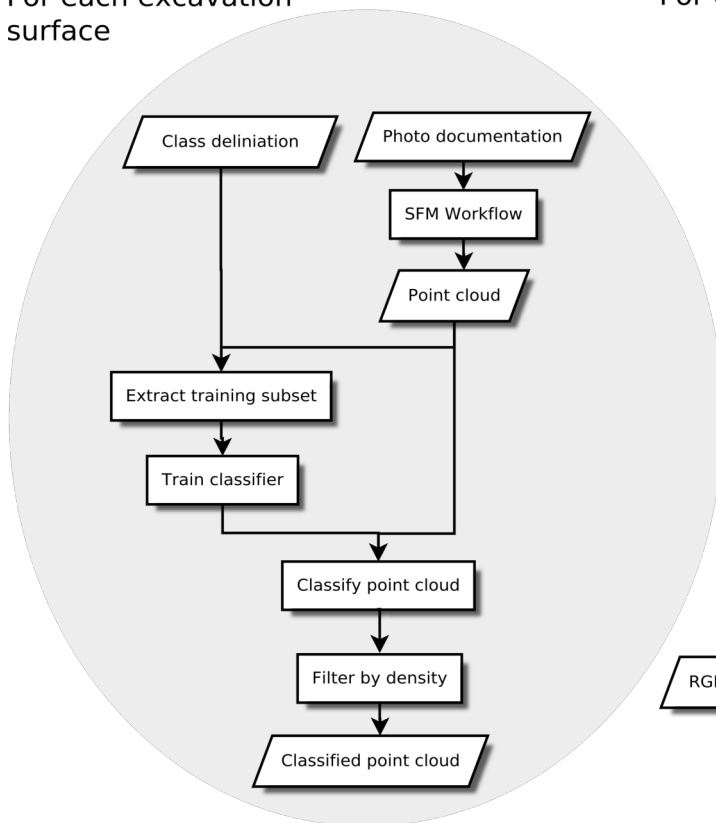 For each excavation
surface
For
Class deliniation
Photo documentation
SFM Workflow
Point cloud
Extract training subset
Train classifier
Classify point cloud
Filter by density
Classified point cloud